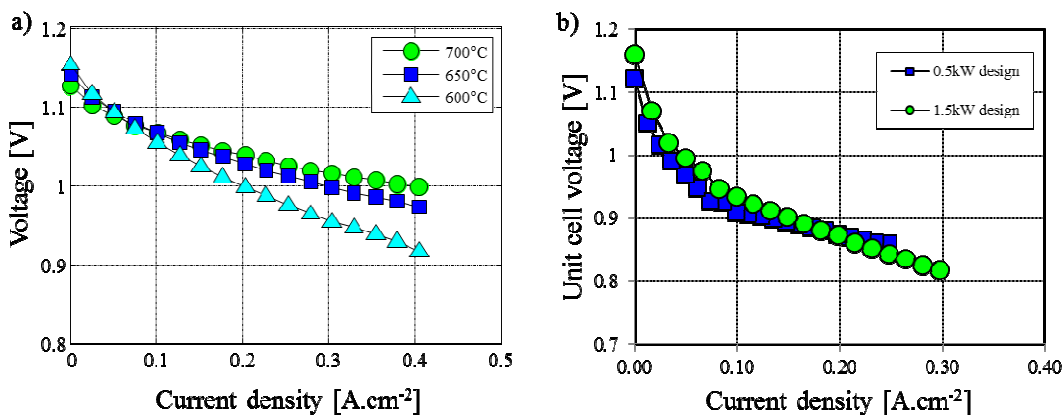 a)
1.2
1.1
1
0.9
0.8
Voltage [V]
700°C
650°C
600°C
0
0.1
0.2
0.3
0.4
0.5
Current density [A.cm-2]
b)
1.2
1.1
1
0.9
0.8
0.7
Unit cell voltage [V]
0.5kW design
1.5kW design
0.00
0.10
0.20
0.30
0.40
Current density [A.cm-2]